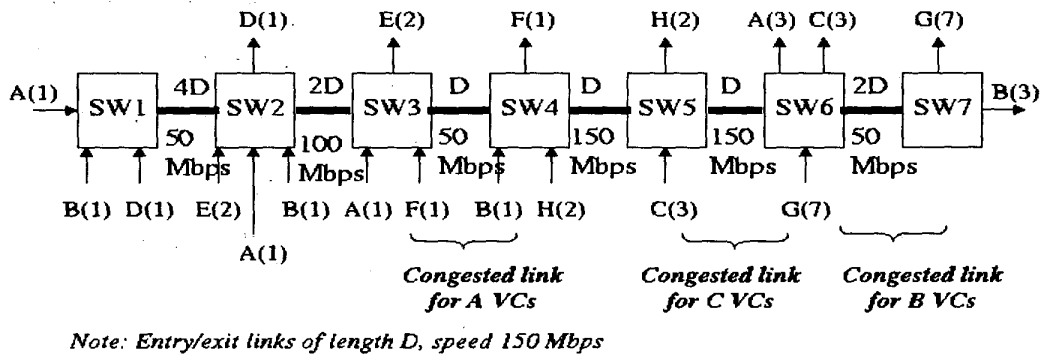 D(1) E(2) F(1) H(2) A(3) C(3) G(7)
A(1) 4D 2D D D D 2D B(3)
SW1 SW2 SW3 SW4 SW5 SW6 SW7
50 Mbps 100 Mbps 50 Mbps 150 Mbps 150 Mbps 50 Mbps
B(1) D(1) E(2) B(1) A(1) F(1) B(1) H(2) C(3) G(7)
A(1)
Congested link Congested link Congested link
for A VCs for C VCs for B VCs
Note: Entry/exit links of length D, speed 150 Mbps